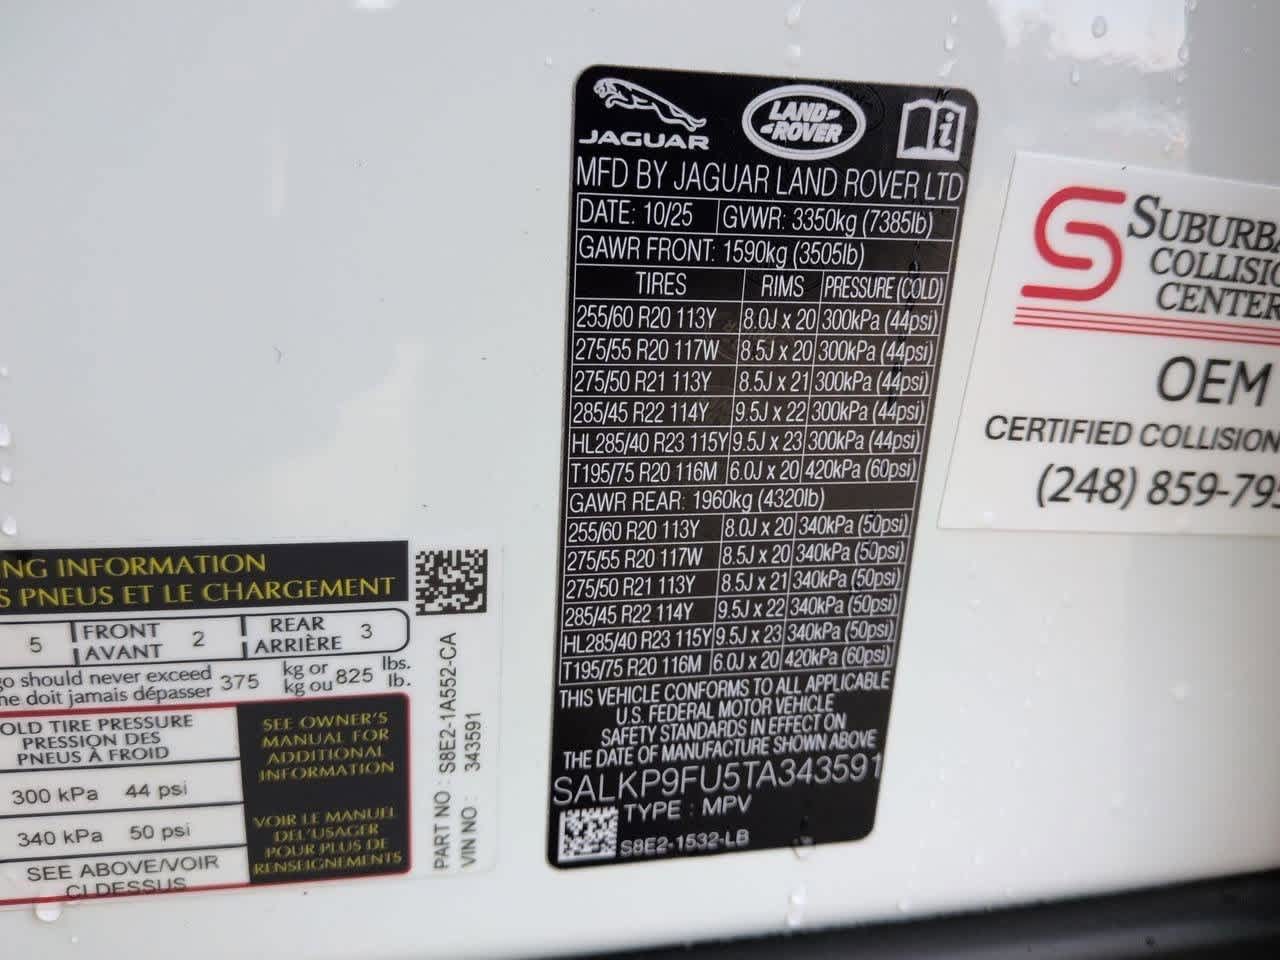 JAGUAR
LAND ROVER
MFD BY JAGUAR LAND ROVER LTD
DATE: 10/25 GVWR: 3350kg (7385lb)
GAWR FRONT: 1590kg (3505lb)
TIRES RIMS PRESSURE (COLD)
255/60 R20 113Y 8.0J x 20 300kPa (44psi)
275/55 R20 117W 8.5J x 20 300kPa (44psi)
275/50 R21 113Y 8.5J x 21 300kPa (44psi)
285/45 R22 114Y 9.5J x 22 300kPa (44psi)
HL285/40 R23 115Y 9.5J x 23 300kPa (44psi)
T195/75 R20 116M 6.0J x 20 420kPa (60psi)
GAWR REAR: 1960kg (4320lb)
255/60 R20 113Y 8.0J x 20 340kPa (50psi)
275/55 R20 117W 8.5J x 20 340kPa (50psi)
275/50 R21 113Y 8.5J x 21 340kPa (50psi)
285/45 R22 114Y 9.5J x 22 340kPa (50psi)
HL285/40 R23 115Y 9.5J x 23 340kPa (50psi)
T195/75 R20 116M 6.0J x 20 420kPa (60psi)
THIS VEHICLE CONFORMS TO ALL APPLICABLE
U.S. FEDERAL MOTOR VEHICLE
SAFETY STANDARDS IN EFFECT ON
THE DATE OF MANUFACTURE SHOWN ABOVE
SALKP9FU5TA343591
TYPE : MPV
S8E2-1532-LB
SUBURBA
COLLISIO
CENTER
OEM
CERTIFIED COLLISION
(248) 859-79
NG INFORMATION
S PNEUS ET LE CHARGEMENT
5 FRONT AVANT 2 REAR ARRIÈRE 3
go should never exceed 375 kg or 825 lbs.
ne doit jamais dépasser kg ou lb.
OLD TIRE PRESSURE
PRESSION DES
PNEUS À FROID
300 kPa 44 psi
340 kPa 50 psi
SEE ABOVE/VOIR
CI DESSUS
SEE OWNER'S
MANUAL FOR
ADDITIONAL
INFORMATION
VOIR LE MANUEL
DEL'USAGER
POUR PLUS DE
RENSEIGNEMENTS
PART NO : S8E2-1A552-CA
VIN NO : 343591